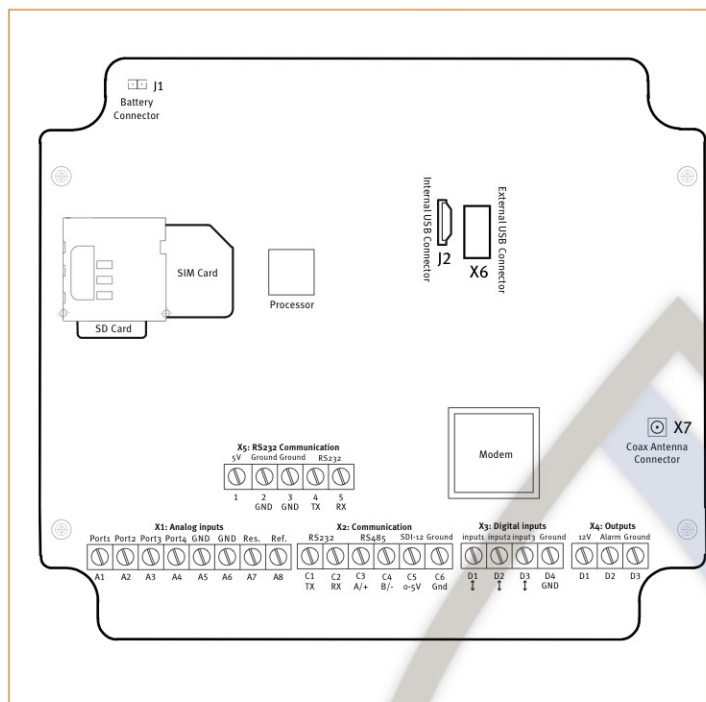 J1
Battery
Connector
Internal USB Connector
External USB Connector
J2
X6
SIM Card
SD Card
Processor
Modem
X7
Coax Antenna
Connector
X5: RS232 Communication
5V Ground Ground RS232
1 2 3 4 5
GND GND TX RX
X1: Analog inputs
Port1 Port2 Port3 Port4 GND GND Res. Ref.
A1 A2 A3 A4 A5 A6 A7 A8
X2: Communication
RS232 RS485 SDI-12 Ground
C1 C2 C3 C4 C5 C6
TX RX A/+ B/- 0-5V Gnd
X3: Digital inputs
input1 input2 input3 Ground
D1 D2 D3 D4
↕ ↕ ↕ GND
X4: Outputs
12V Alarm Ground
D1 D2 D3